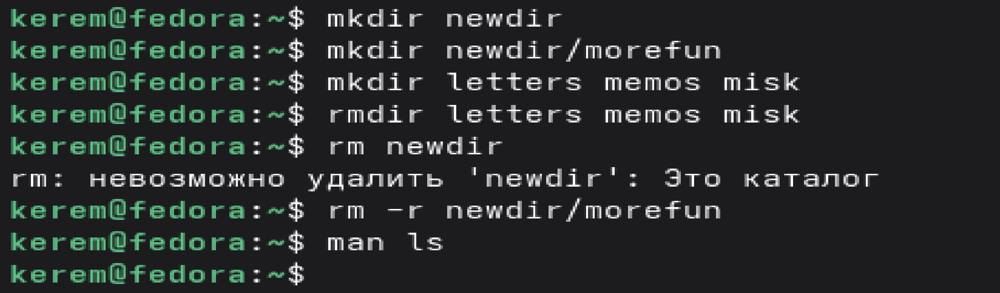 kerem@fedora:~$ mkdir newdir
kerem@fedora:~$ mkdir newdir/morefun
kerem@fedora:~$ mkdir letters memos misk
kerem@fedora:~$ rmdir letters memos misk
kerem@fedora:~$ rm newdir
rm: невозможно удалить 'newdir': Это каталог
kerem@fedora:~$ rm -r newdir/morefun
kerem@fedora:~$ man ls
kerem@fedora:~$